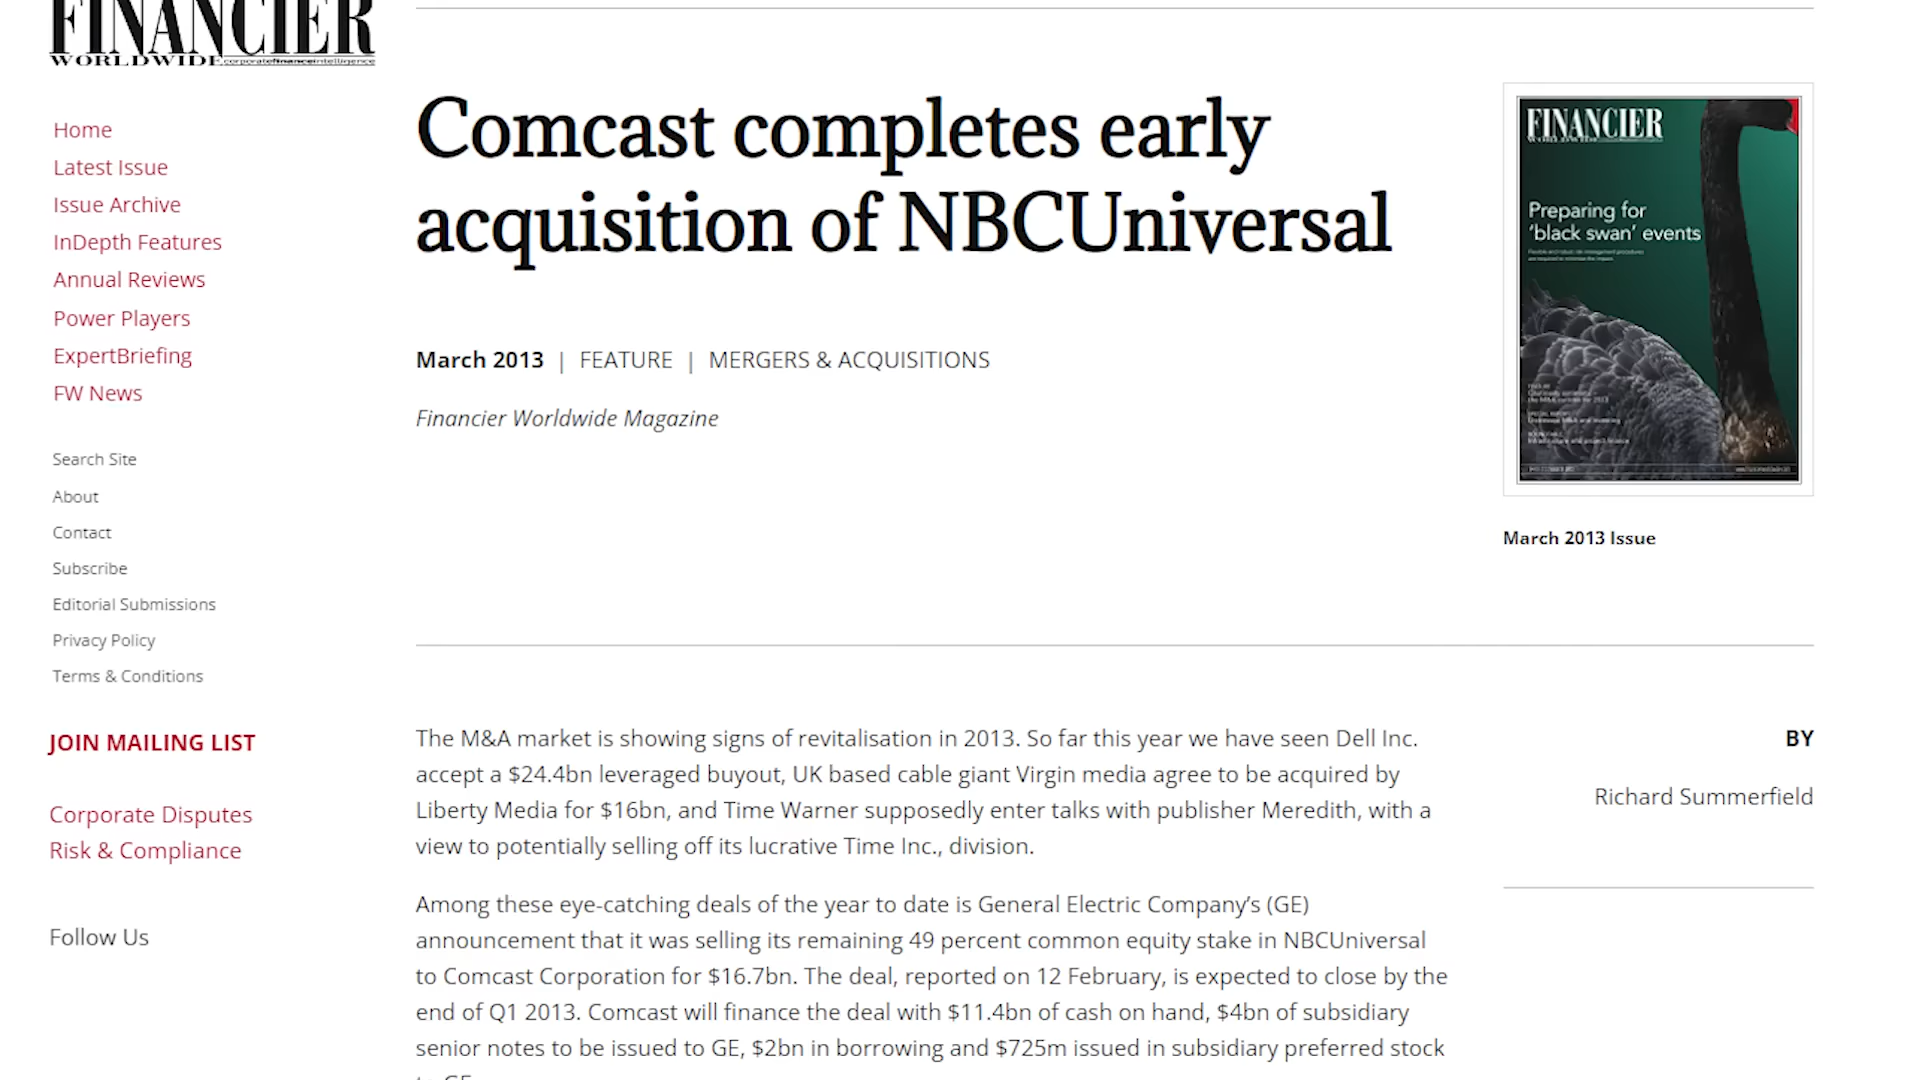 FINANCIER
WORLDWIDE corporatefinanceintelligence
Home
Latest Issue
Issue Archive
InDepth Features
Annual Reviews
Power Players
ExpertBriefing
FW News
Search Site
About
Contact
Subscribe
Editorial Submissions
Privacy Policy
Terms & Conditions
JOIN MAILING LIST
Corporate Disputes
Risk & Compliance
Follow Us
Comcast completes early
acquisition of NBCUniversal
March 2013 | FEATURE | MERGERS & ACQUISITIONS
Financier Worldwide Magazine
FINANCIER
Preparing for
‘black swan’ events
March 2013 Issue
The M&A market is showing signs of revitalisation in 2013. So far this year we have seen Dell Inc.
accept a $24.4bn leveraged buyout, UK based cable giant Virgin media agree to be acquired by
Liberty Media for $16bn, and Time Warner supposedly enter talks with publisher Meredith, with a
view to potentially selling off its lucrative Time Inc., division.
Among these eye-catching deals of the year to date is General Electric Company’s (GE)
announcement that it was selling its remaining 49 percent common equity stake in NBCUniversal
to Comcast Corporation for $16.7bn. The deal, reported on 12 February, is expected to close by the
end of Q1 2013. Comcast will finance the deal with $11.4bn of cash on hand, $4bn of subsidiary
senior notes to be issued to GE, $2bn in borrowing and $725m issued in subsidiary preferred stock
to GE
BY
Richard Summerfield